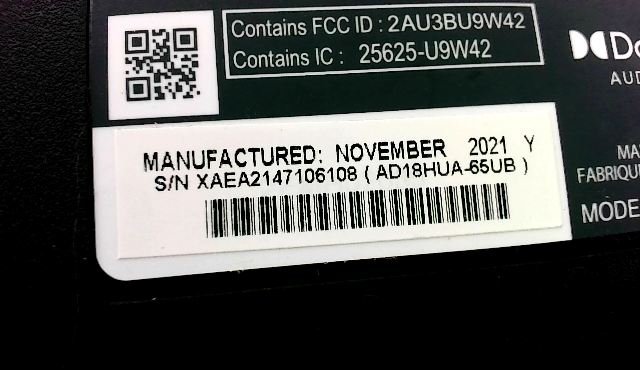 Contains FCC ID : 2AU3BU9W42
Contains IC : 25625-U9W42
AUD
MANUFACTURED: NOVEMBER 2021 Y
S/N XAEA2147106108 ( AD18HUA-65UB )
MA
FABRIQUE
MODE